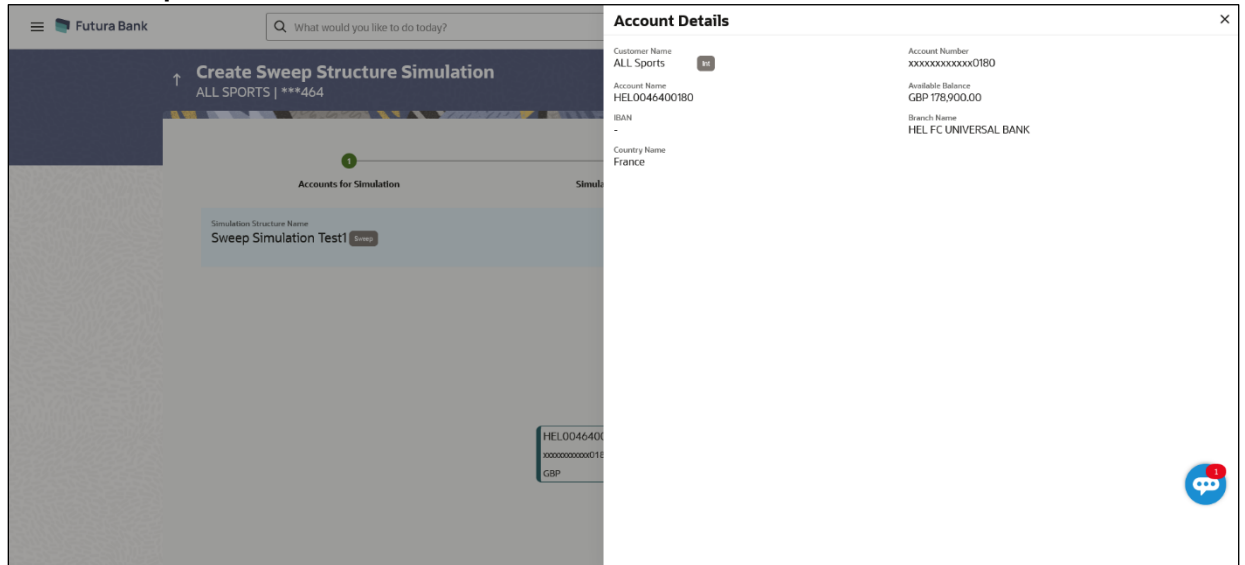 Futura Bank
What would you like to do today?
Create Sweep Structure Simulation
ALL SPORTS | ***464
1
Accounts for Simulation
Simula
Simulation Structure Name
Sweep Simulation Test1 Sweep
HEL0046400
xxxxxxxxxxx018
GBP
Account Details
Customer Name
ALL Sports Int
Account Number
xxxxxxxxxxxx0180
Account Name
HEL0046400180
Available Balance
GBP 178,900.00
IBAN
-
Branch Name
HEL FC UNIVERSAL BANK
Country Name
France
1